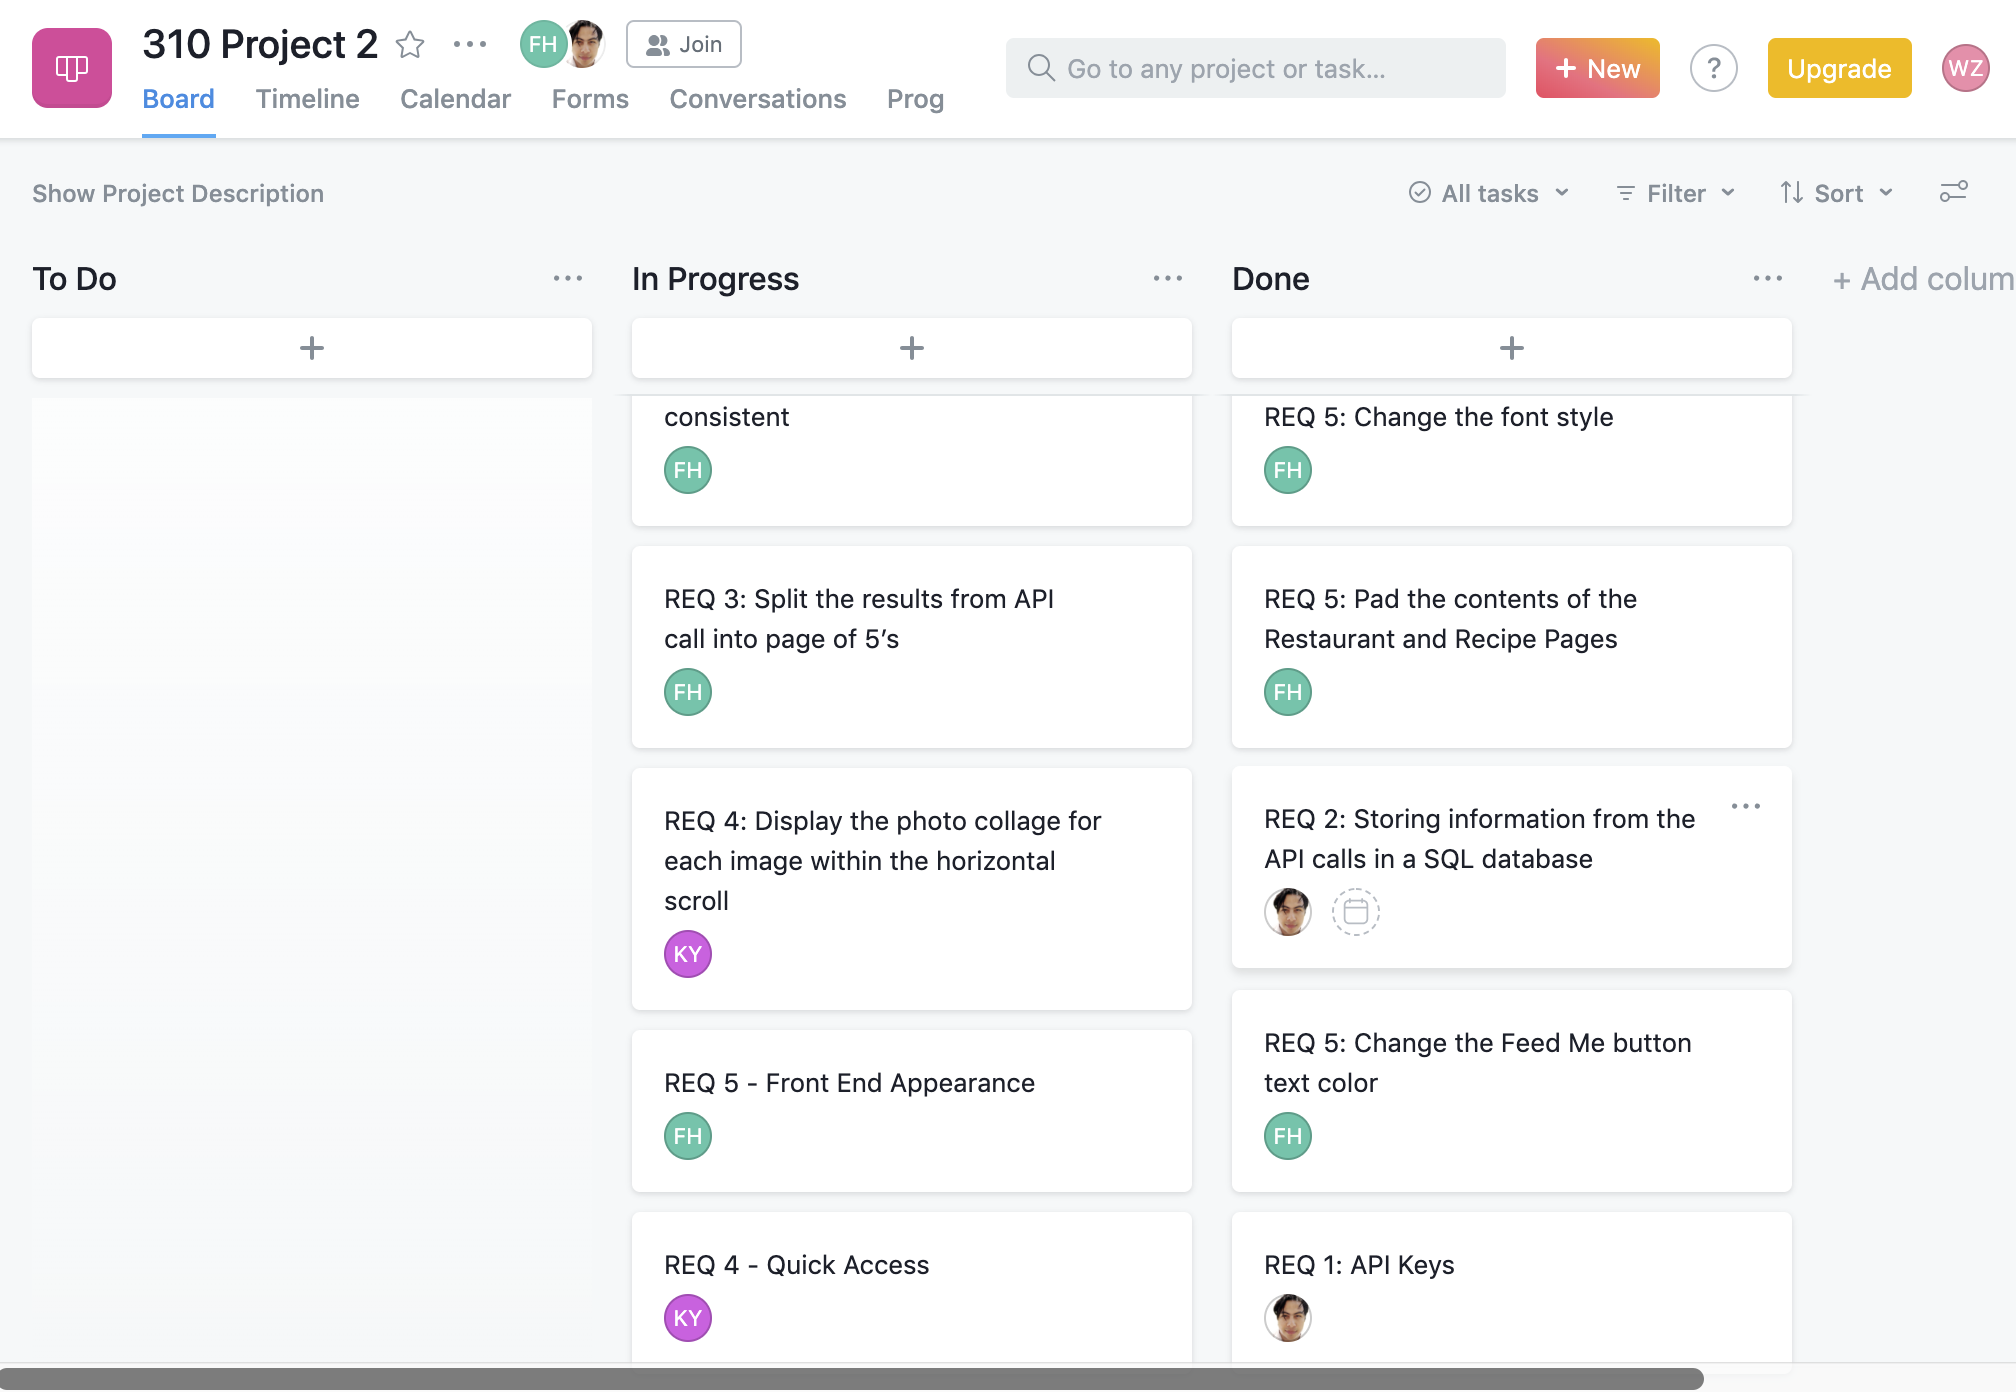 310 Project 2
FH
Join
Board Timeline Calendar Forms Conversations Prog
Go to any project or task...
+ New
?
Upgrade
WZ
Show Project Description
All tasks
Filter
Sort
To Do
In Progress
Done
+ Add colum
+
+
+
consistent
FH
REQ 3: Split the results from API
call into page of 5’s
FH
REQ 4: Display the photo collage for
each image within the horizontal
scroll
KY
REQ 5 - Front End Appearance
FH
REQ 4 - Quick Access
KY
REQ 5: Change the font style
FH
REQ 5: Pad the contents of the
Restaurant and Recipe Pages
FH
REQ 2: Storing information from the
API calls in a SQL database
REQ 5: Change the Feed Me button
text color
FH
REQ 1: API Keys